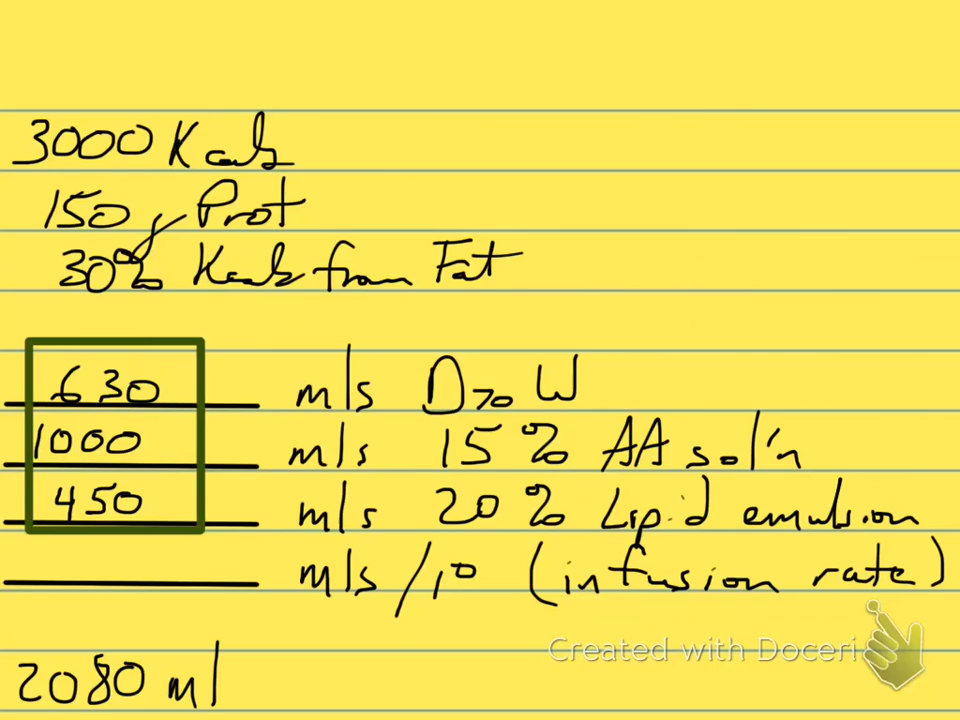 3000 Kcals
150 g Prot
30% Kcals from Fat
630 mls D70W
1000 mls 15% AA sol'n
450 mls 20% Lipid emulsion
mls/10 (infusion rate)
Created with Doceri
2080 ml